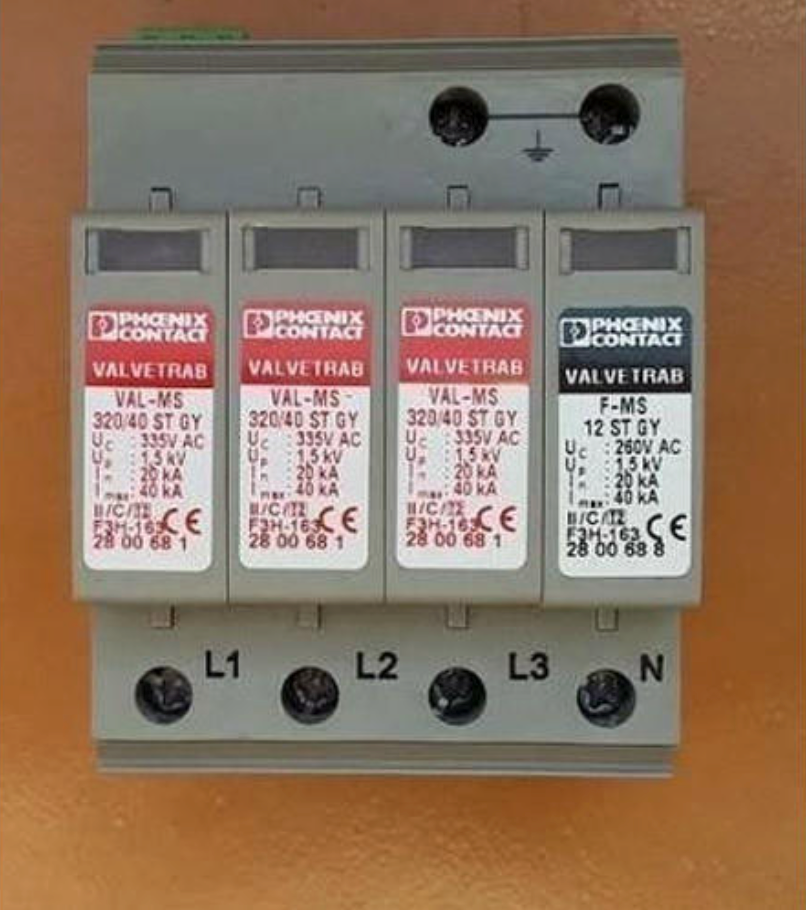 PHŒNIX
CONTACT
VALVETRAB
VAL-MS
320/40 ST GY
Uc : 335V AC
Up : 1,5 kV
In : 20 kA
Imax : 40 kA
II/C/T2
F3H-163 CE
28 00 68 1
PHŒNIX
CONTACT
VALVETRAB
VAL-MS
320/40 ST GY
Uc : 335V AC
Up : 1,5 kV
In : 20 kA
Imax : 40 kA
II/C/T2
F3H-163 CE
28 00 68 1
PHŒNIX
CONTACT
VALVETRAB
VAL-MS
320/40 ST GY
Uc : 335V AC
Up : 1,5 kV
In : 20 kA
Imax : 40 kA
II/C/T2
F3H-163 CE
28 00 68 1
PHŒNIX
CONTACT
VALVETRAB
F-MS
12 ST GY
Uc : 260V AC
Up : 1,5 kV
In : 20 kA
Imax : 40 kA
II/C/T2
F3H-163 CE
28 00 68 8
L1 L2 L3 N